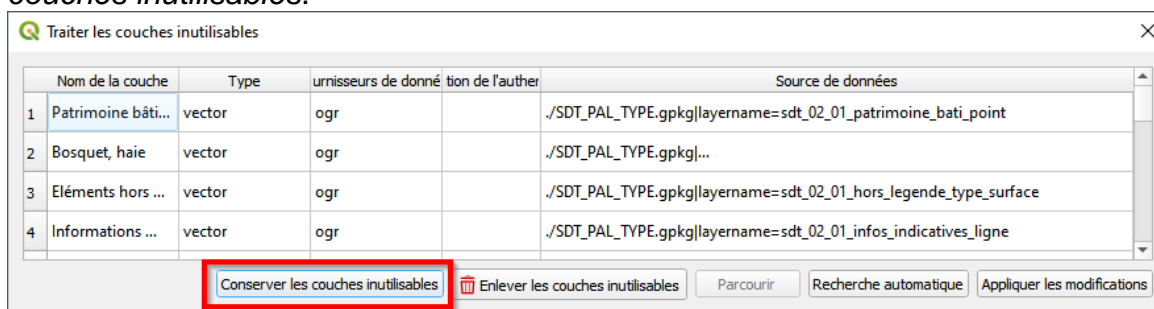 couches inutilisables.
Traiter les couches inutilisables
Nom de la couche Type urnisseurs de donné tion de l'auther Source de données
1 Patrimoine bâti... vector ogr ./SDT_PAL_TYPE.gpkg|layername=sdt_02_01_patrimoine_bati_point
2 Bosquet, haie vector ogr ./SDT_PAL_TYPE.gpkg|...
3 Eléments hors ... vector ogr ./SDT_PAL_TYPE.gpkg|layername=sdt_02_01_hors_legende_type_surface
4 Informations ... vector ogr ./SDT_PAL_TYPE.gpkg|layername=sdt_02_01_infos_indicatives_ligne
Conserver les couches inutilisables Enlever les couches inutilisables Parcourir Recherche automatique Appliquer les modifications